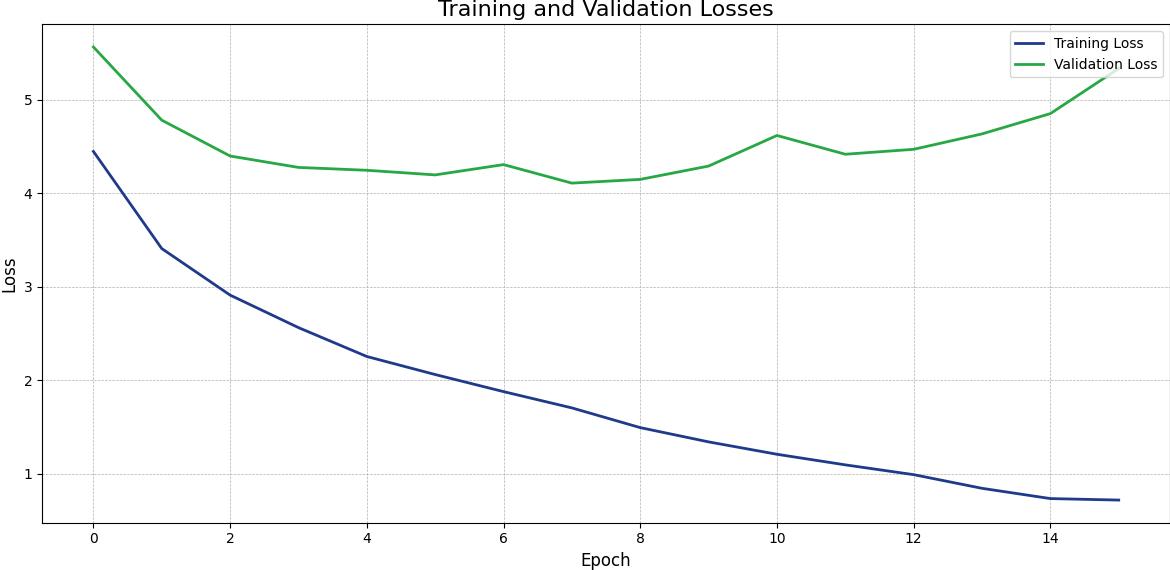 Training and Validation Losses
Training Loss
Validation Loss
5
4
3
2
1
Loss
0 2 4 6 8 10 12 14
Epoch